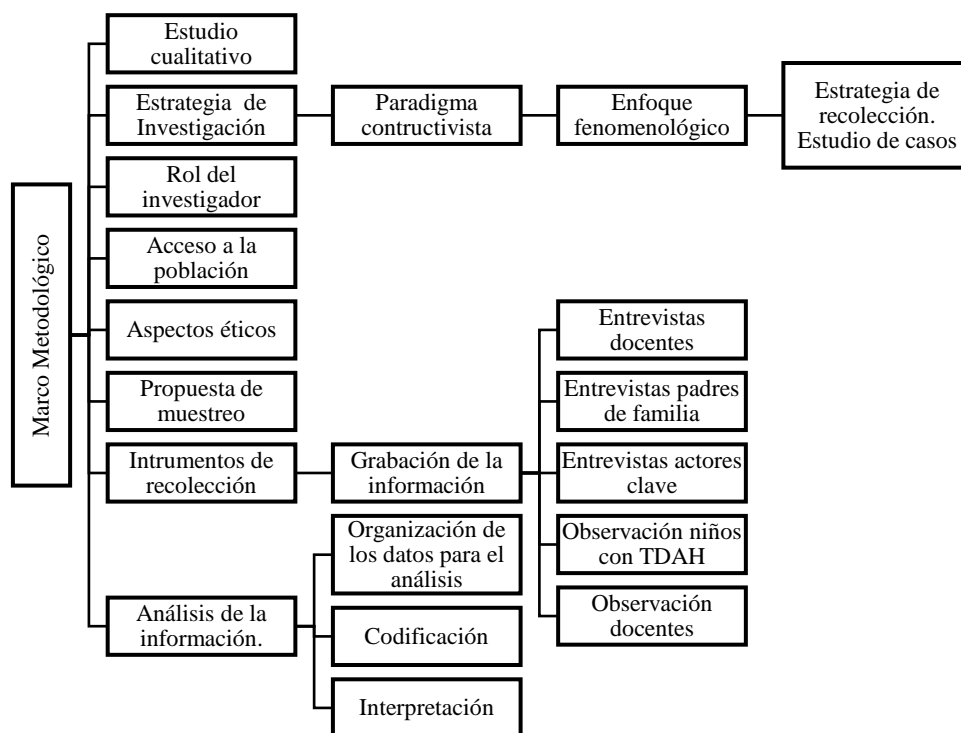 Marco Metodológico
Estudio
cualitativo
Estrategia de
Investigación
Paradigma
contructivista
Enfoque
fenomenológico
Estrategia de
recolección.
Estudio de casos
Rol del
investigador
Acceso a la
población
Aspectos éticos
Propuesta de
muestreo
Intrumentos de
recolección
Grabación de la
información
Entrevistas
docentes
Entrevistas padres
de familia
Entrevistas actores
clave
Observación niños
con TDAH
Observación
docentes
Análisis de la
información.
Organización de
los datos para el
análisis
Codificación
Interpretación